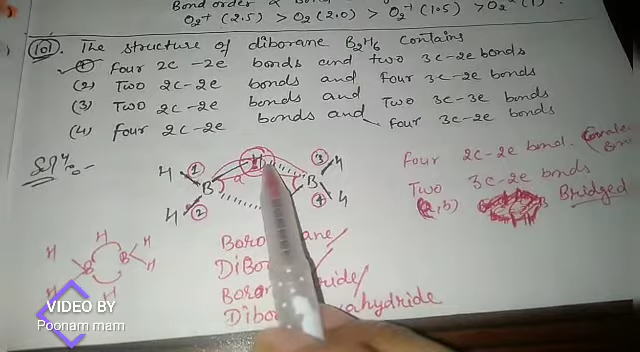 Bond order
O₂⁺ (2.5) > O₂ (2.0) > O₂⁻ (1.5) > O₂
(101). The structure of diborane B₂H₆ contains
(1) Four 2c-2e bonds and two 3c-2e bonds
(2) Two 2c-2e bonds and four 3c-2e bonds
(3) Two 2c-2e bonds and Two 3c-3e bonds
(4) Four 2c-2e bonds and four 3c-2e bonds
Solⁿ:-
Four 2c-2e bond.
Two 3c-2e bonds
(a, b) Bridged
H 1 H 3 H
B a B
H 2 4 H
H H H
B B H
H H
VIDEO BY
Poonam mam